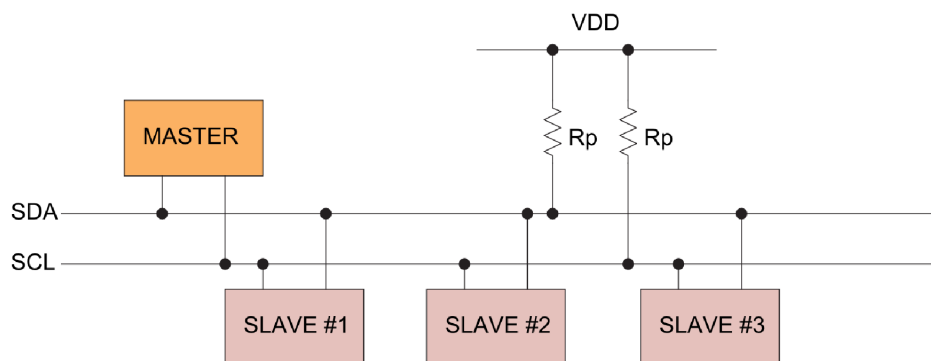 VDD
MASTER
Rp
Rp
SDA
SCL
SLAVE #1
SLAVE #2
SLAVE #3